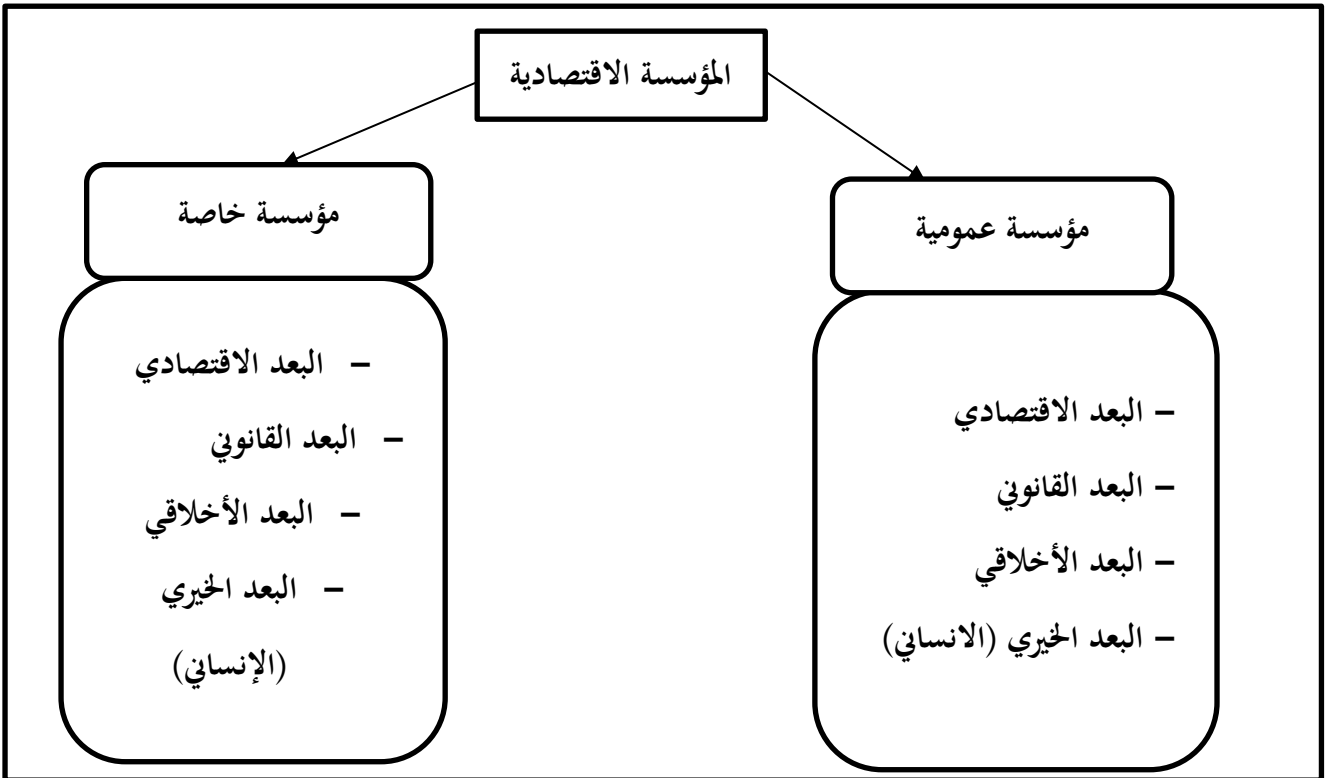 المؤسسة الاقتصادية
مؤسسة عمومية
– البعد الاقتصادي
– البعد القانوني
– البعد الأخلاقي
– البعد الخيري (الانساني)
مؤسسة خاصة
– البعد الاقتصادي
– البعد القانوني
– البعد الأخلاقي
– البعد الخيري
(الإنساني)